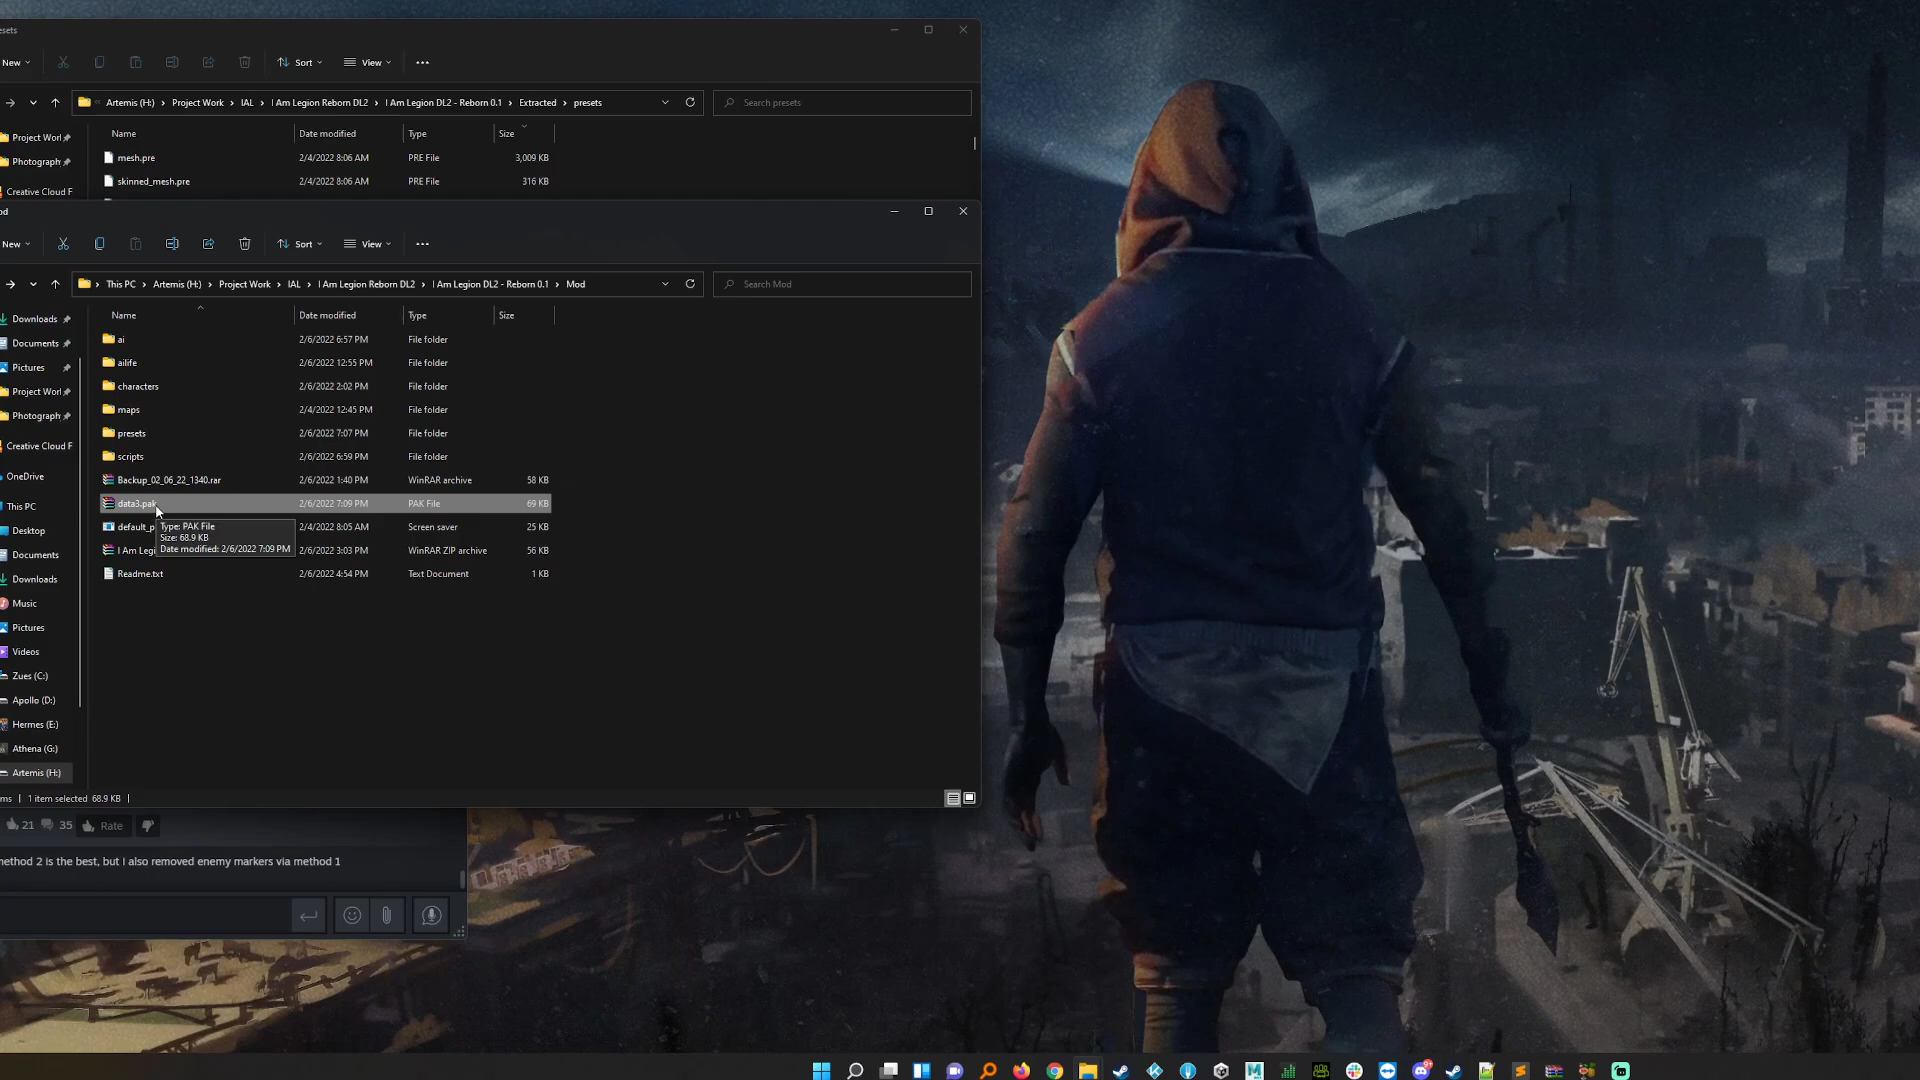 esets
New
Sort
View
Artemis (H:) > Project Work > IAL > I Am Legion Reborn DL2 > I Am Legion DL2 - Reborn 0.1 > Extracted > presets
Search presets
Project Worl
Photograph
Creative Cloud F
Name Date modified Type Size
mesh.pre 2/4/2022 8:06 AM PRE File 3,009 KB
skinned_mesh.pre 2/4/2022 8:06 AM PRE File 316 KB
od
New
Sort
View
This PC > Artemis (H:) > Project Work > IAL > I Am Legion Reborn DL2 > I Am Legion DL2 - Reborn 0.1 > Mod
Search Mod
Downloads
Documents
Pictures
Project Worl
Photograph
Creative Cloud F
OneDrive
This PC
Desktop
Documents
Downloads
Music
Pictures
Videos
Zues (C:)
Apollo (D:)
Hermes (E:)
Athena (G:)
Artemis (H:)
Name Date modified Type Size
ai 2/6/2022 6:57 PM File folder
ailife 2/6/2022 12:55 PM File folder
characters 2/6/2022 2:02 PM File folder
maps 2/4/2022 12:45 PM File folder
presets 2/6/2022 7:07 PM File folder
scripts 2/6/2022 6:59 PM File folder
Backup_02_06_22_1340.rar 2/6/2022 1:40 PM WinRAR archive 58 KB
data3.pak 2/6/2022 7:09 PM PAK File 69 KB
default_p 2/4/2022 8:05 AM Screen saver 25 KB
I Am Legi 2/6/2022 3:03 PM WinRAR ZIP archive 56 KB
Readme.txt 2/6/2022 4:54 PM Text Document 1 KB
Type: PAK File
Size: 68.9 KB
Date modified: 2/6/2022 7:09 PM
ms 1 item selected 68.9 KB
21 35 Rate
method 2 is the best, but I also removed enemy markers via method 1